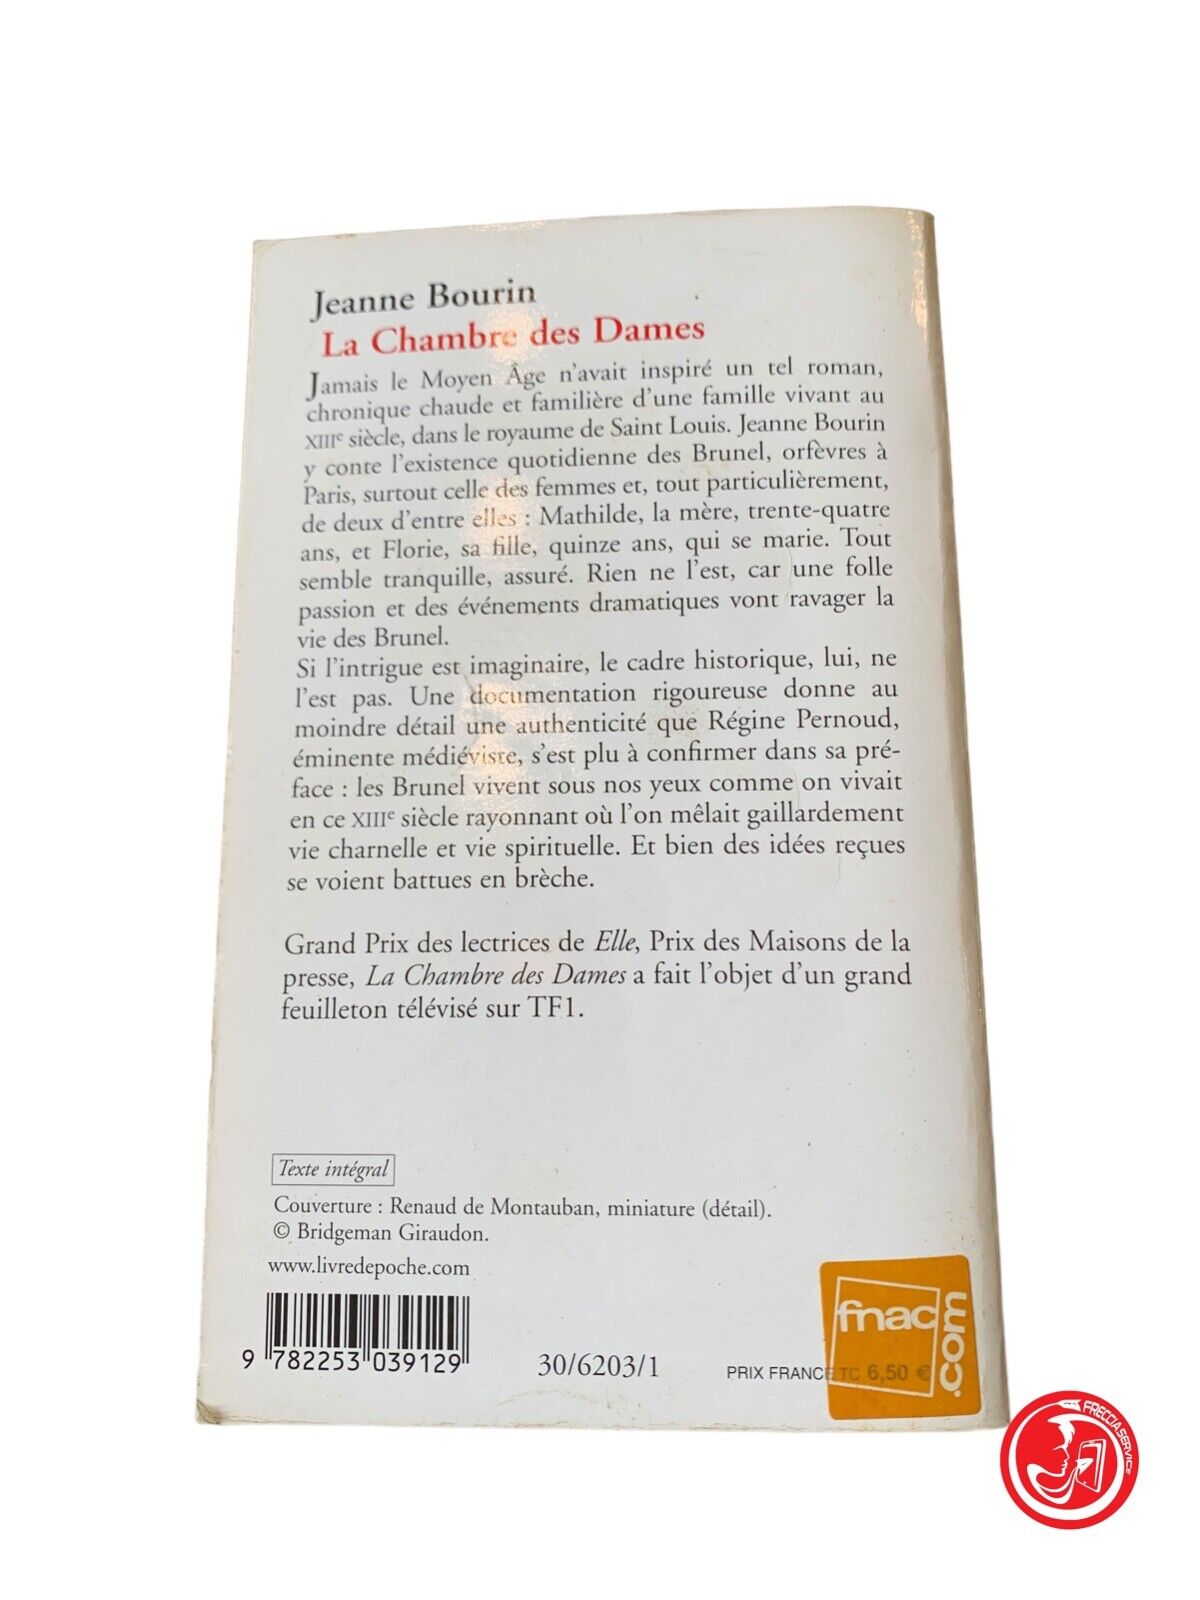 Jeanne Bourin
La Chambre des Dames
Jamais le Moyen Âge n'avait inspiré un tel roman,
chronique chaude et familière d'une famille vivant au
XIIIe siècle, dans le royaume de Saint Louis. Jeanne Bourin
y conte l'existence quotidienne des Brunel, orfèvres à
Paris, surtout celle des femmes et, tout particulièrement,
de deux d'entre elles : Mathilde, la mère, trente-quatre
ans, et Florie, sa fille, quinze ans, qui se marie. Tout
semble tranquille, assuré. Rien ne l'est, car une folle
passion et des événements dramatiques vont ravager la
vie des Brunel.
Si l'intrigue est imaginaire, le cadre historique, lui, ne
l'est pas. Une documentation rigoureuse donne au
moindre détail une authenticité que Régine Pernoud,
éminente médiéviste, s'est plu à confirmer dans sa pré-
face : les Brunel vivent sous nos yeux comme on vivait
en ce XIIIe siècle rayonnant où l'on mêlait gaillardement
vie charnelle et vie spirituelle. Et bien des idées reçues
se voient battues en brèche.
Grand Prix des lectrices de Elle, Prix des Maisons de la
presse, La Chambre des Dames a fait l'objet d'un grand
feuilleton télévisé sur TF1.
Texte intégral
Couverture : Renaud de Montauban, miniature (détail).
© Bridgeman Giraudon.
www.livredepoche.com
9 782253 039129
30/6203/1
PRIX FRANCE TC 6,50 €
fnac
.com
FRECCIASERVICE